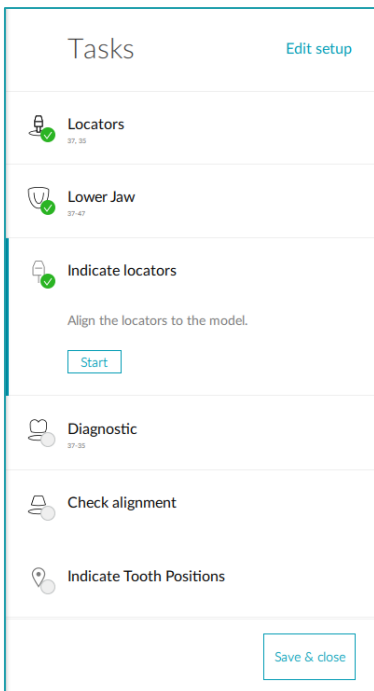 Tasks
Edit setup
Locators
37, 35
Lower Jaw
37-47
Indicate locators
Align the locators to the model.
Start
Diagnostic
37-35
Check alignment
Indicate Tooth Positions
Save & close